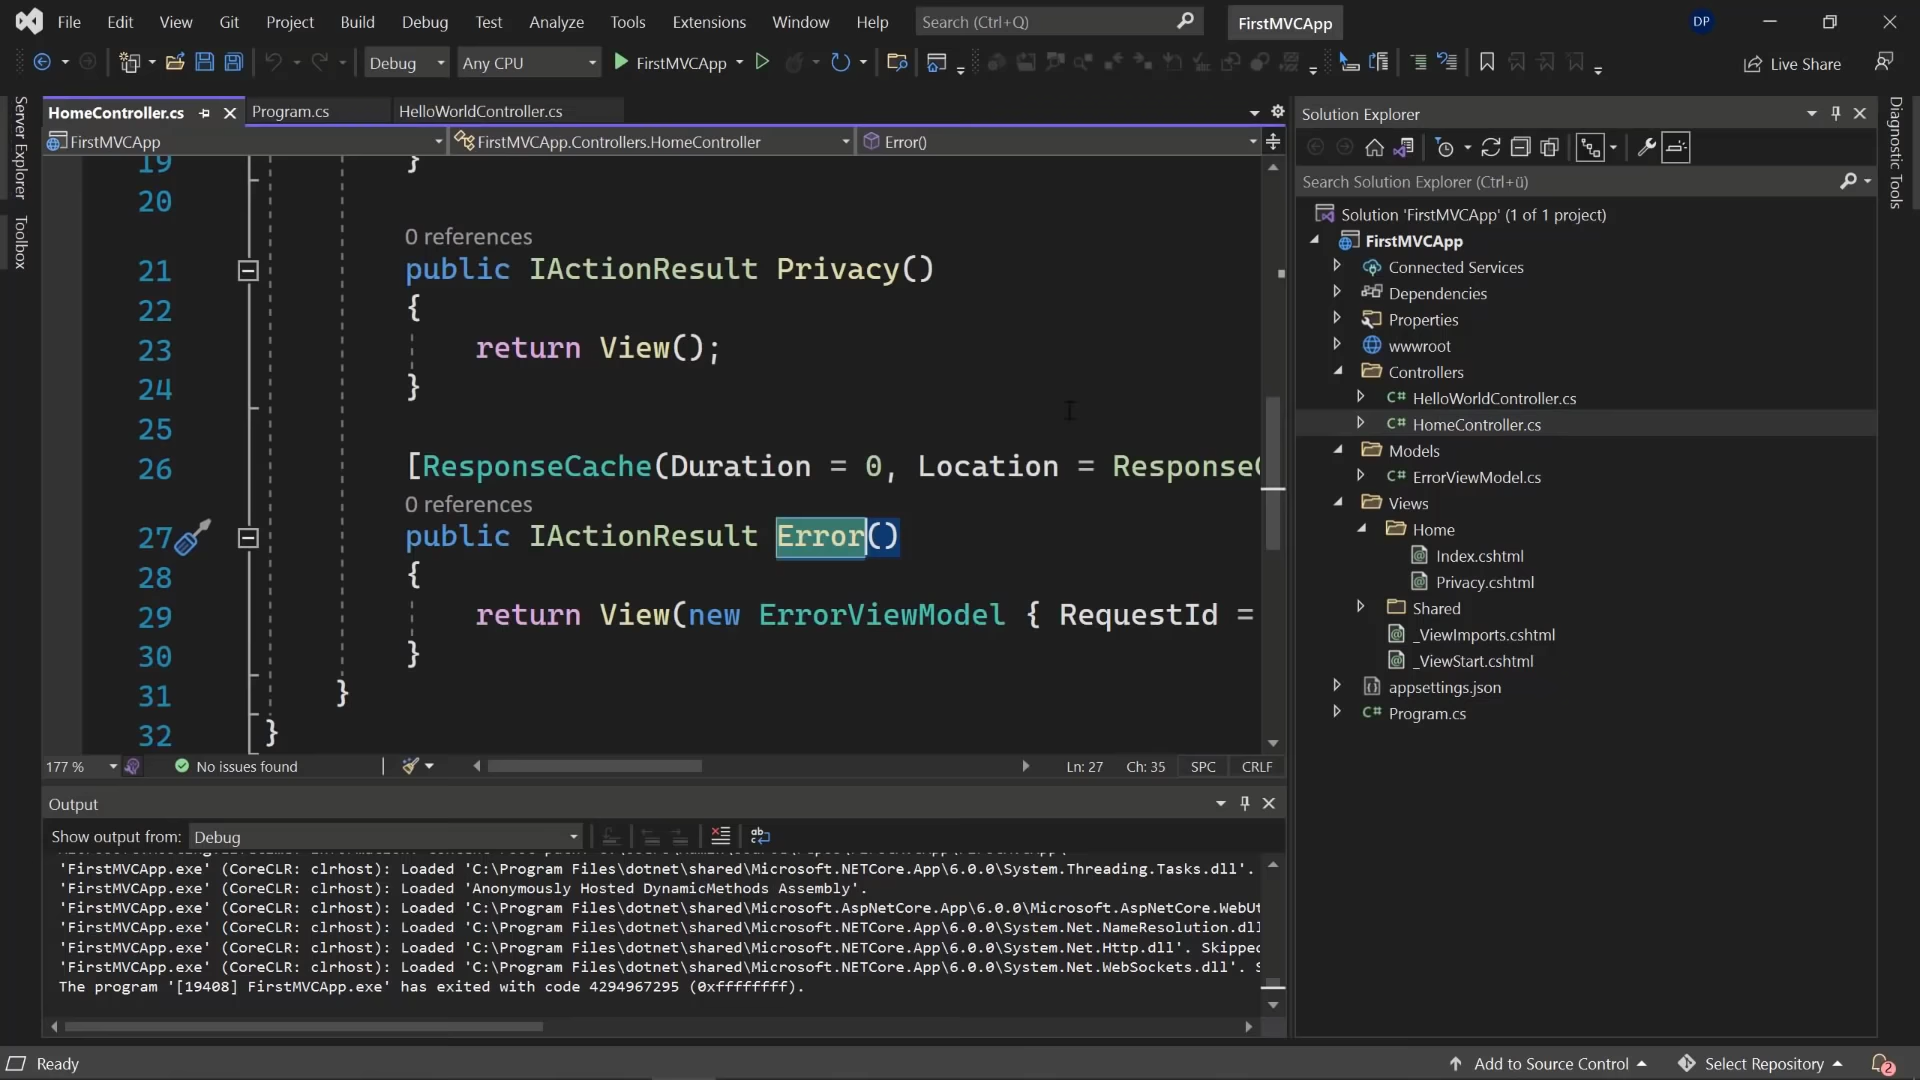 File Edit View Git Project Build Debug Test Analyze Tools Extensions Window Help Search (Ctrl+Q) FirstMVCApp DP
Debug Any CPU FirstMVCApp Live Share
Server Explorer
Toolbox
HomeController.cs Program.cs HelloWorldController.cs
FirstMVCApp FirstMVCApp.Controllers.HomeController Error()
19 }
20
0 references
21 public IActionResult Privacy()
22 {
23 return View();
24 }
25
26 [ResponseCache(Duration = 0, Location = Response
0 references
27 public IActionResult Error()
28 {
29 return View(new ErrorViewModel { RequestId =
30 }
31 }
32 }
177 % No issues found Ln: 27 Ch: 35 SPC CRLF
Output
Show output from: Debug
'FirstMVCApp.exe' (CoreCLR: clrhost): Loaded 'C:\Program Files\dotnet\shared\Microsoft.NETCore.App\6.0.0\System.Threading.Tasks.dll'.
'FirstMVCApp.exe' (CoreCLR: clrhost): Loaded 'Anonymously Hosted DynamicMethods Assembly'.
'FirstMVCApp.exe' (CoreCLR: clrhost): Loaded 'C:\Program Files\dotnet\shared\Microsoft.AspNetCore.App\6.0.0\Microsoft.AspNetCore.WebUt
'FirstMVCApp.exe' (CoreCLR: clrhost): Loaded 'C:\Program Files\dotnet\shared\Microsoft.NETCore.App\6.0.0\System.Net.NameResolution.dll
'FirstMVCApp.exe' (CoreCLR: clrhost): Loaded 'C:\Program Files\dotnet\shared\Microsoft.NETCore.App\6.0.0\System.Net.Http.dll'. Skipped
'FirstMVCApp.exe' (CoreCLR: clrhost): Loaded 'C:\Program Files\dotnet\shared\Microsoft.NETCore.App\6.0.0\System.Net.WebSockets.dll'. S
The program '[19408] FirstMVCApp.exe' has exited with code 4294967295 (0xffffffff).
Solution Explorer
Search Solution Explorer (Ctrl+ü)
Solution 'FirstMVCApp' (1 of 1 project)
FirstMVCApp
Connected Services
Dependencies
Properties
wwwroot
Controllers
C# HelloWorldController.cs
C# HomeController.cs
Models
C# ErrorViewModel.cs
Views
Home
Index.cshtml
Privacy.cshtml
Shared
_ViewImports.cshtml
_ViewStart.cshtml
appsettings.json
C# Program.cs
Diagnostic Tools
Ready Add to Source Control Select Repository 2